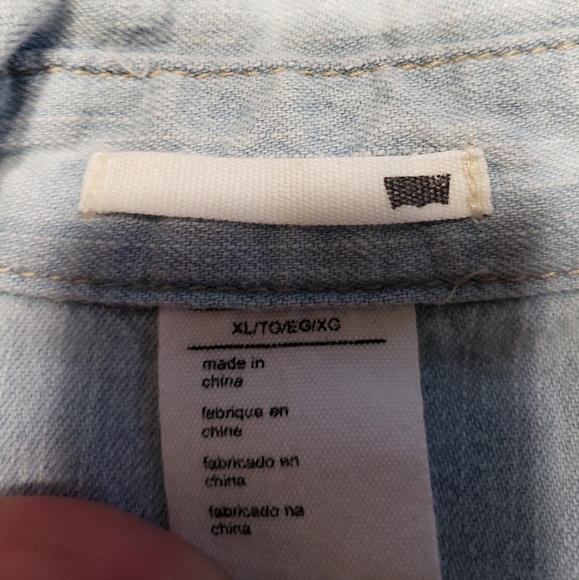 XL/TG/EG/XG
made in
china
fabrique en
chine
fabricado en
china
fabricado na
china